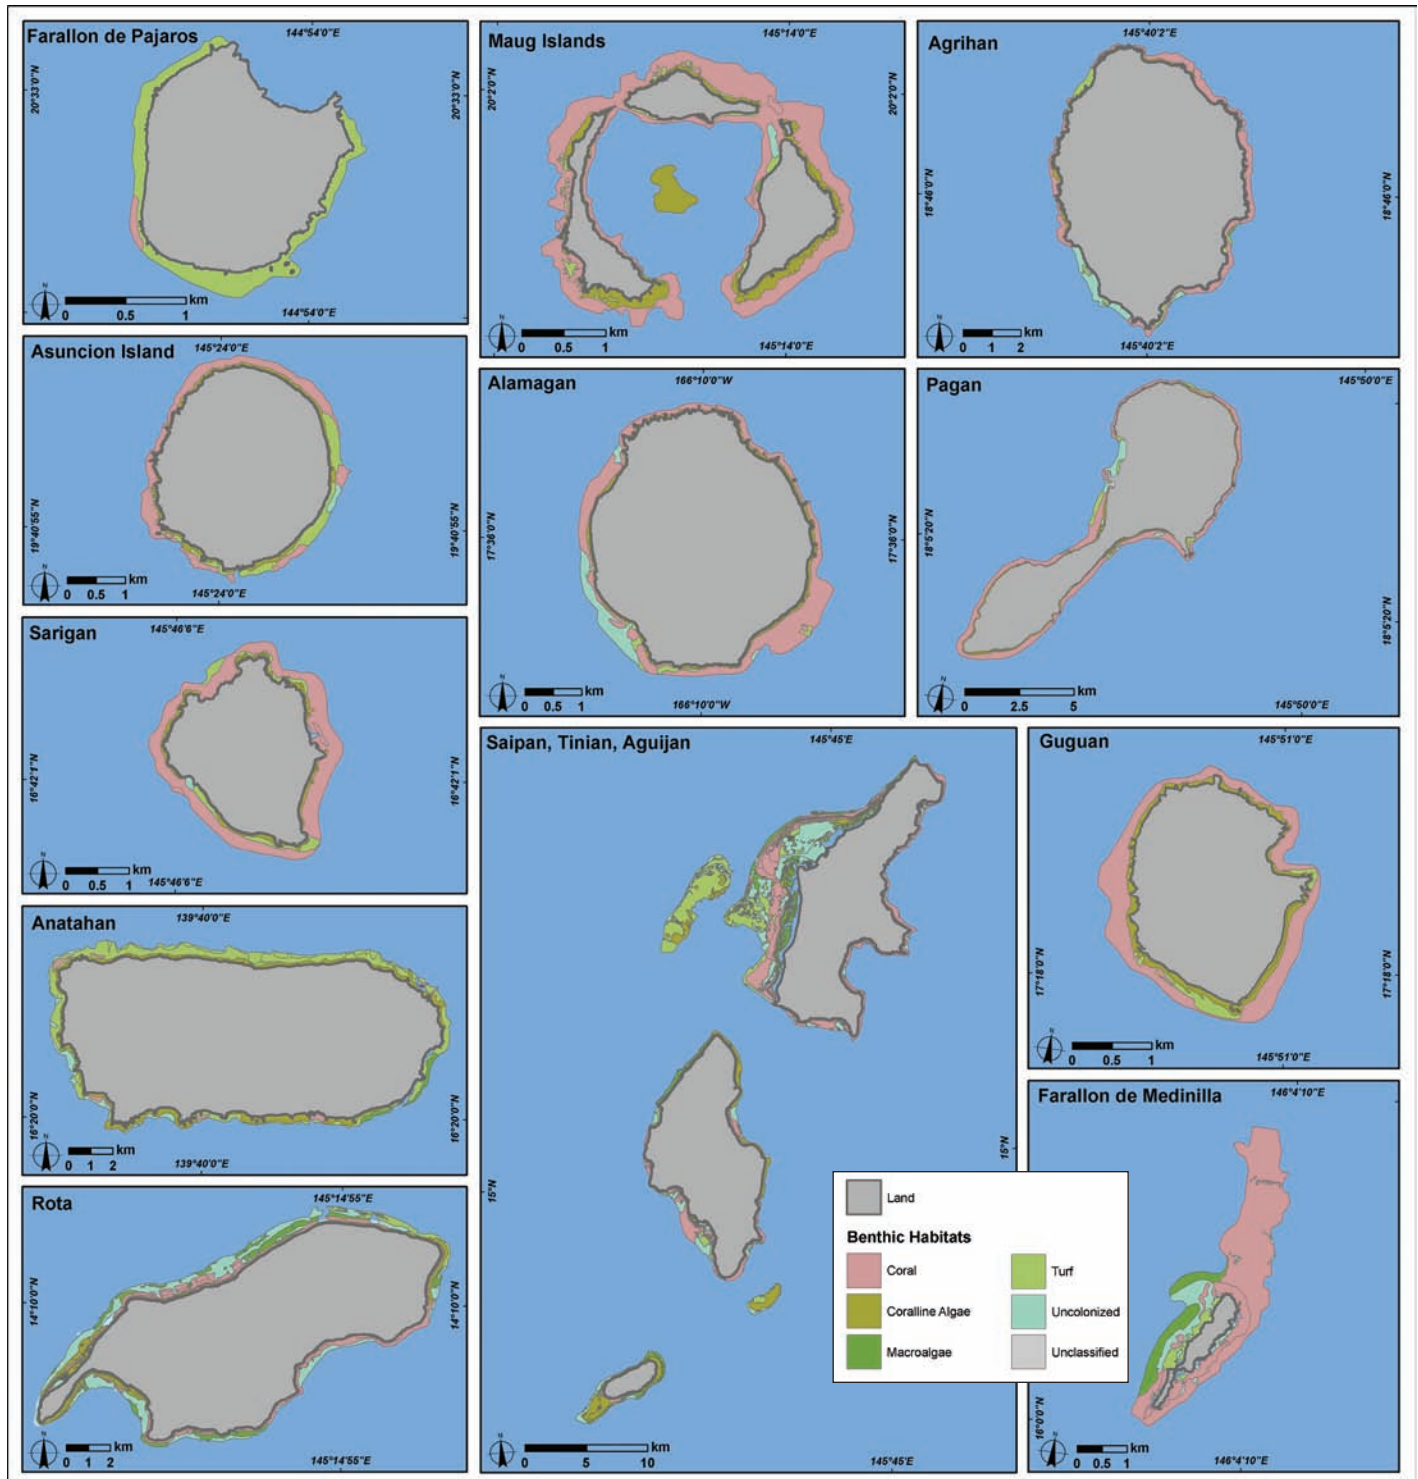 Farallon de Pajaros
144°54'0"E
20°33'0"N
20°33'0"N
N
0 0.5 1 km
144°54'0"E
Maug Islands
145°14'0"E
20°2'0"N
20°2'0"N
N
0 0.5 1 km
145°14'0"E
Agrihan
145°40'2"E
18°46'0"N
18°46'0"N
N
0 1 2 km
145°40'2"E
Asuncion Island
145°24'0"E
19°40'55"N
19°40'55"N
N
0 0.5 1 km
145°24'0"E
Alamagan
166°10'0"W
17°36'0"N
17°36'0"N
N
0 0.5 1 km
166°10'0"W
Pagan
145°50'0"E
18°5'20"N
18°5'20"N
N
0 2.5 5 km
145°50'0"E
Sarigan
145°46'6"E
16°42'1"N
16°42'1"N
N
0 0.5 1 km
145°46'6"E
Saipan, Tinian, Aguijan
145°45'E
15°N
15°N
N
0 5 10 km
145°45'E
Guguan
145°51'0"E
17°18'0"N
17°18'0"N
N
0 0.5 1 km
145°51'0"E
Anatahan
139°40'0"E
16°20'0"N
16°20'0"N
N
0 1 2 km
139°40'0"E
Farallon de Medinilla
146°4'10"E
16°0'0"N
N
0 0.5 1 km
146°4'10"E
Rota
145°14'55"E
14°10'0"N
14°10'0"N
N
0 1 2 km
145°14'55"E
Land
Benthic Habitats
Coral
Turf
Coralline Algae
Uncolonized
Macroalgae
Unclassified